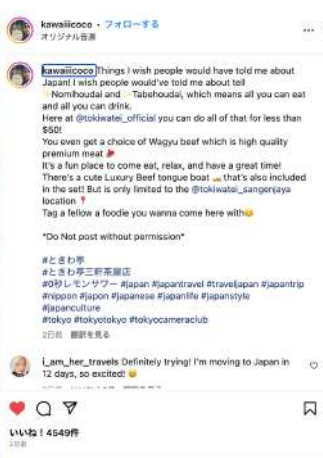 kawaiiicoco • フォローする
オリジナル音源
kawaiiicoco Things I wish people would have told me about
Japan! I wish people would've told me about tell
✨Nomihoudai and ✨Tabehoudai, which means all you can eat
and all you can drink.
Here at @tokiwatei_official you can do all of that for less than
$50!
You even get a choice of Wagyu beef which is high quality
premium meat
It's a fun place to come eat, relax, and have a great time!
There's a cute Luxury Beef tongue boat that's also included
in the set! But is only limited to the @tokiwatei_sangenjaya
location 📍
Tag a fellow a foodie you wanna come here with
*Do Not post without permission*
#ときわ亭
#ときわ亭三軒茶屋店
#0秒レモンサワー #japan #japantravel #traveljapan #japantrip
#nippon #japon #japanese #japanlife #japanstyle
#japanculture
#tokyo #tokyotokyo #tokyocameraclub
2日前 翻訳を見る
i_am_her_travels Definitely trying! I'm moving to Japan in
12 days, so excited!
いいね！4549件
2日前